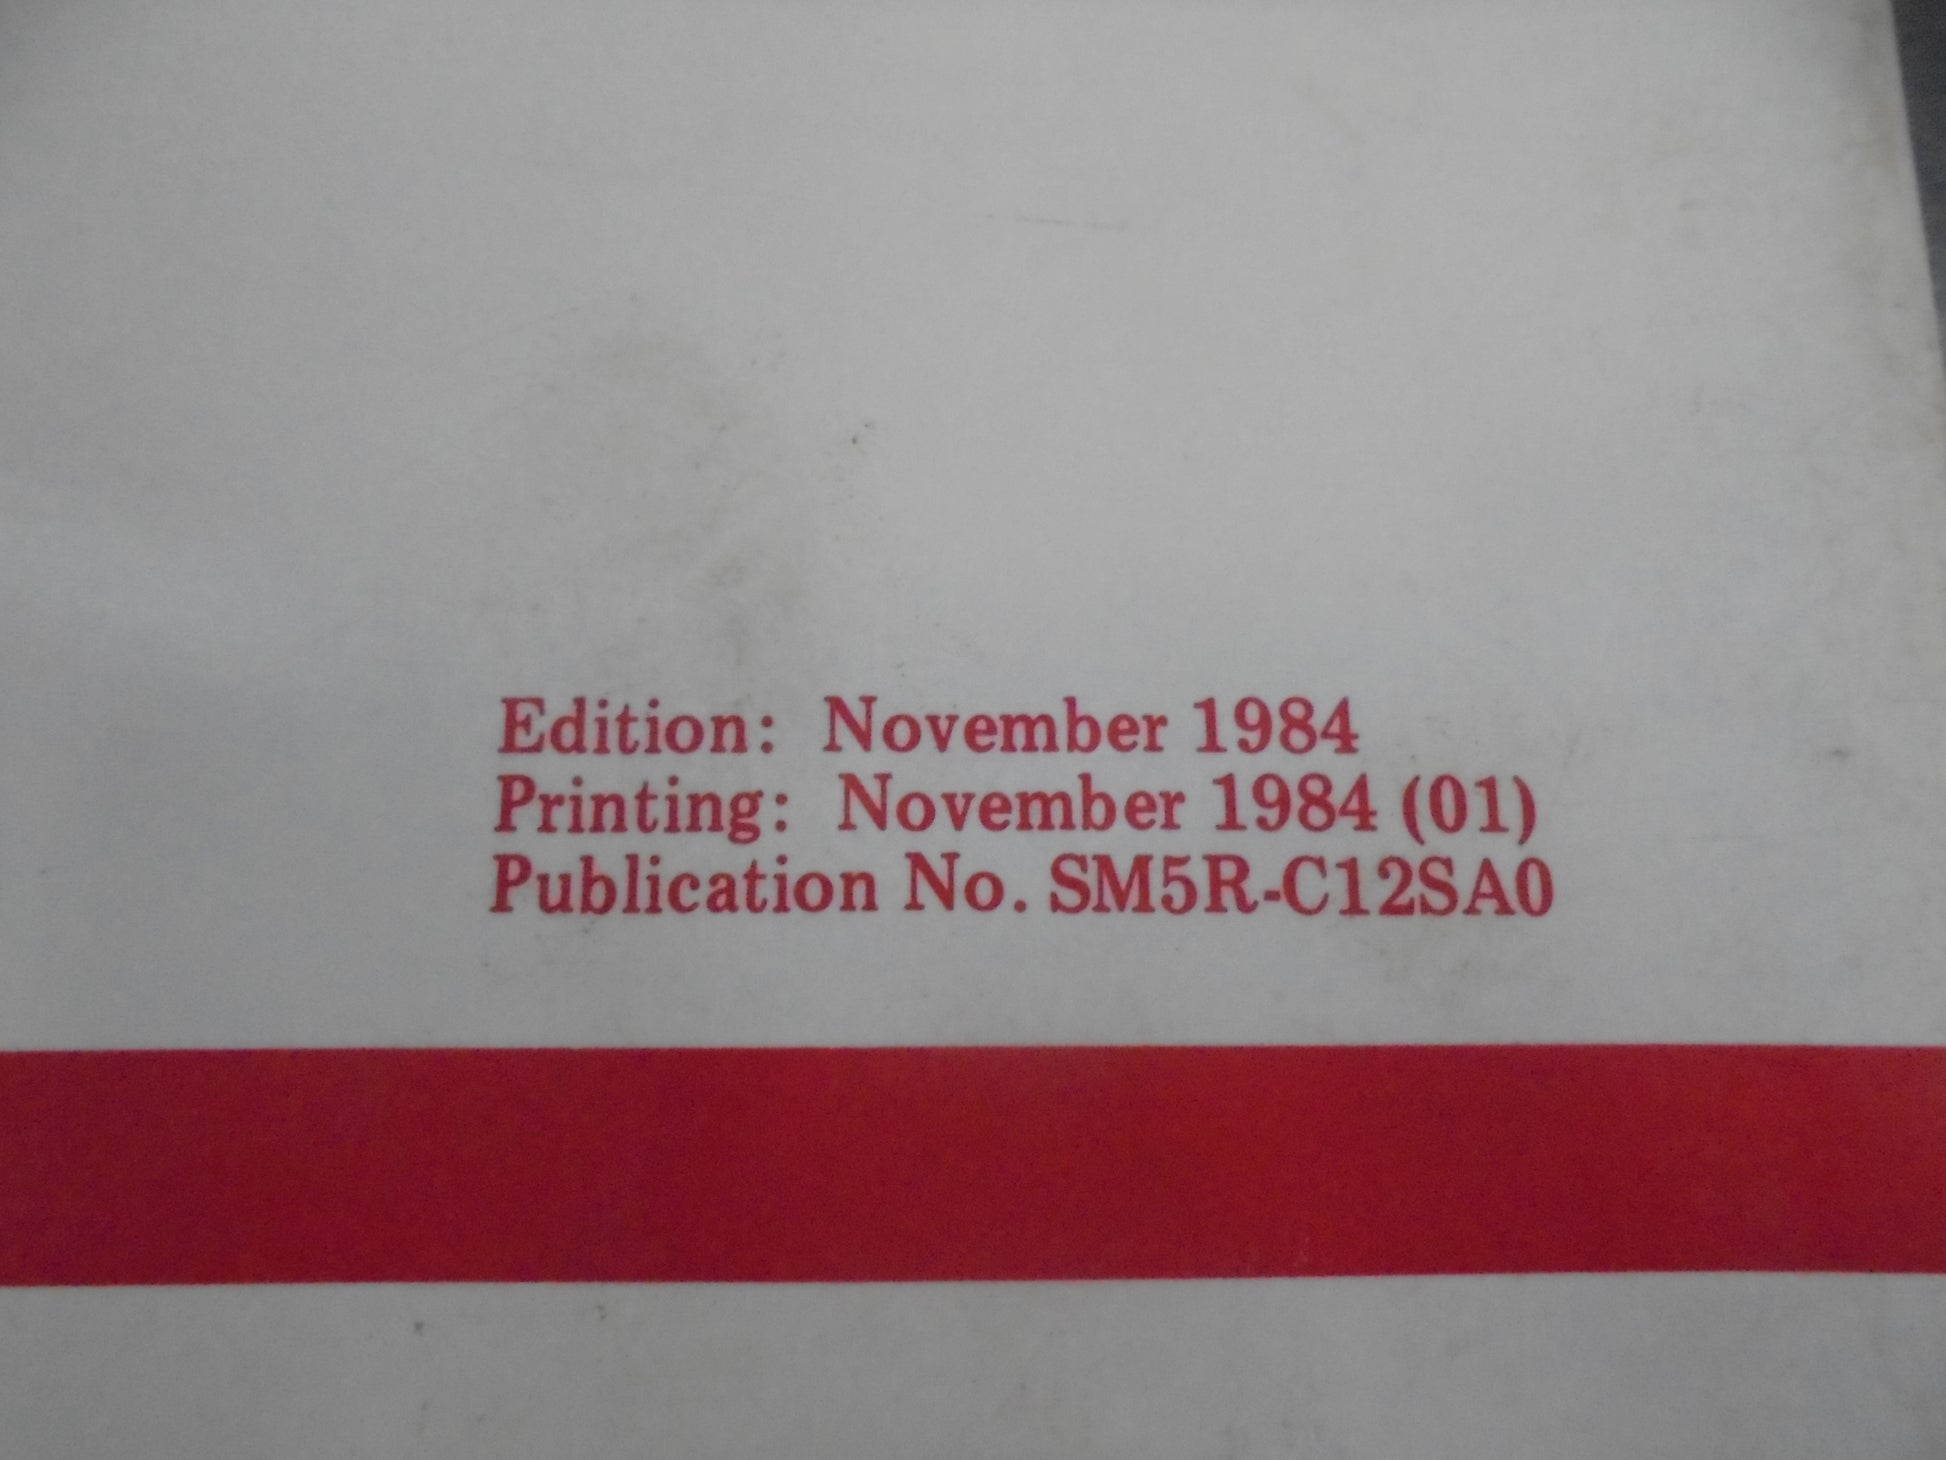 Edition: November 1984
Printing: November 1984 (01)
Publication No. SM5R-C12SA0